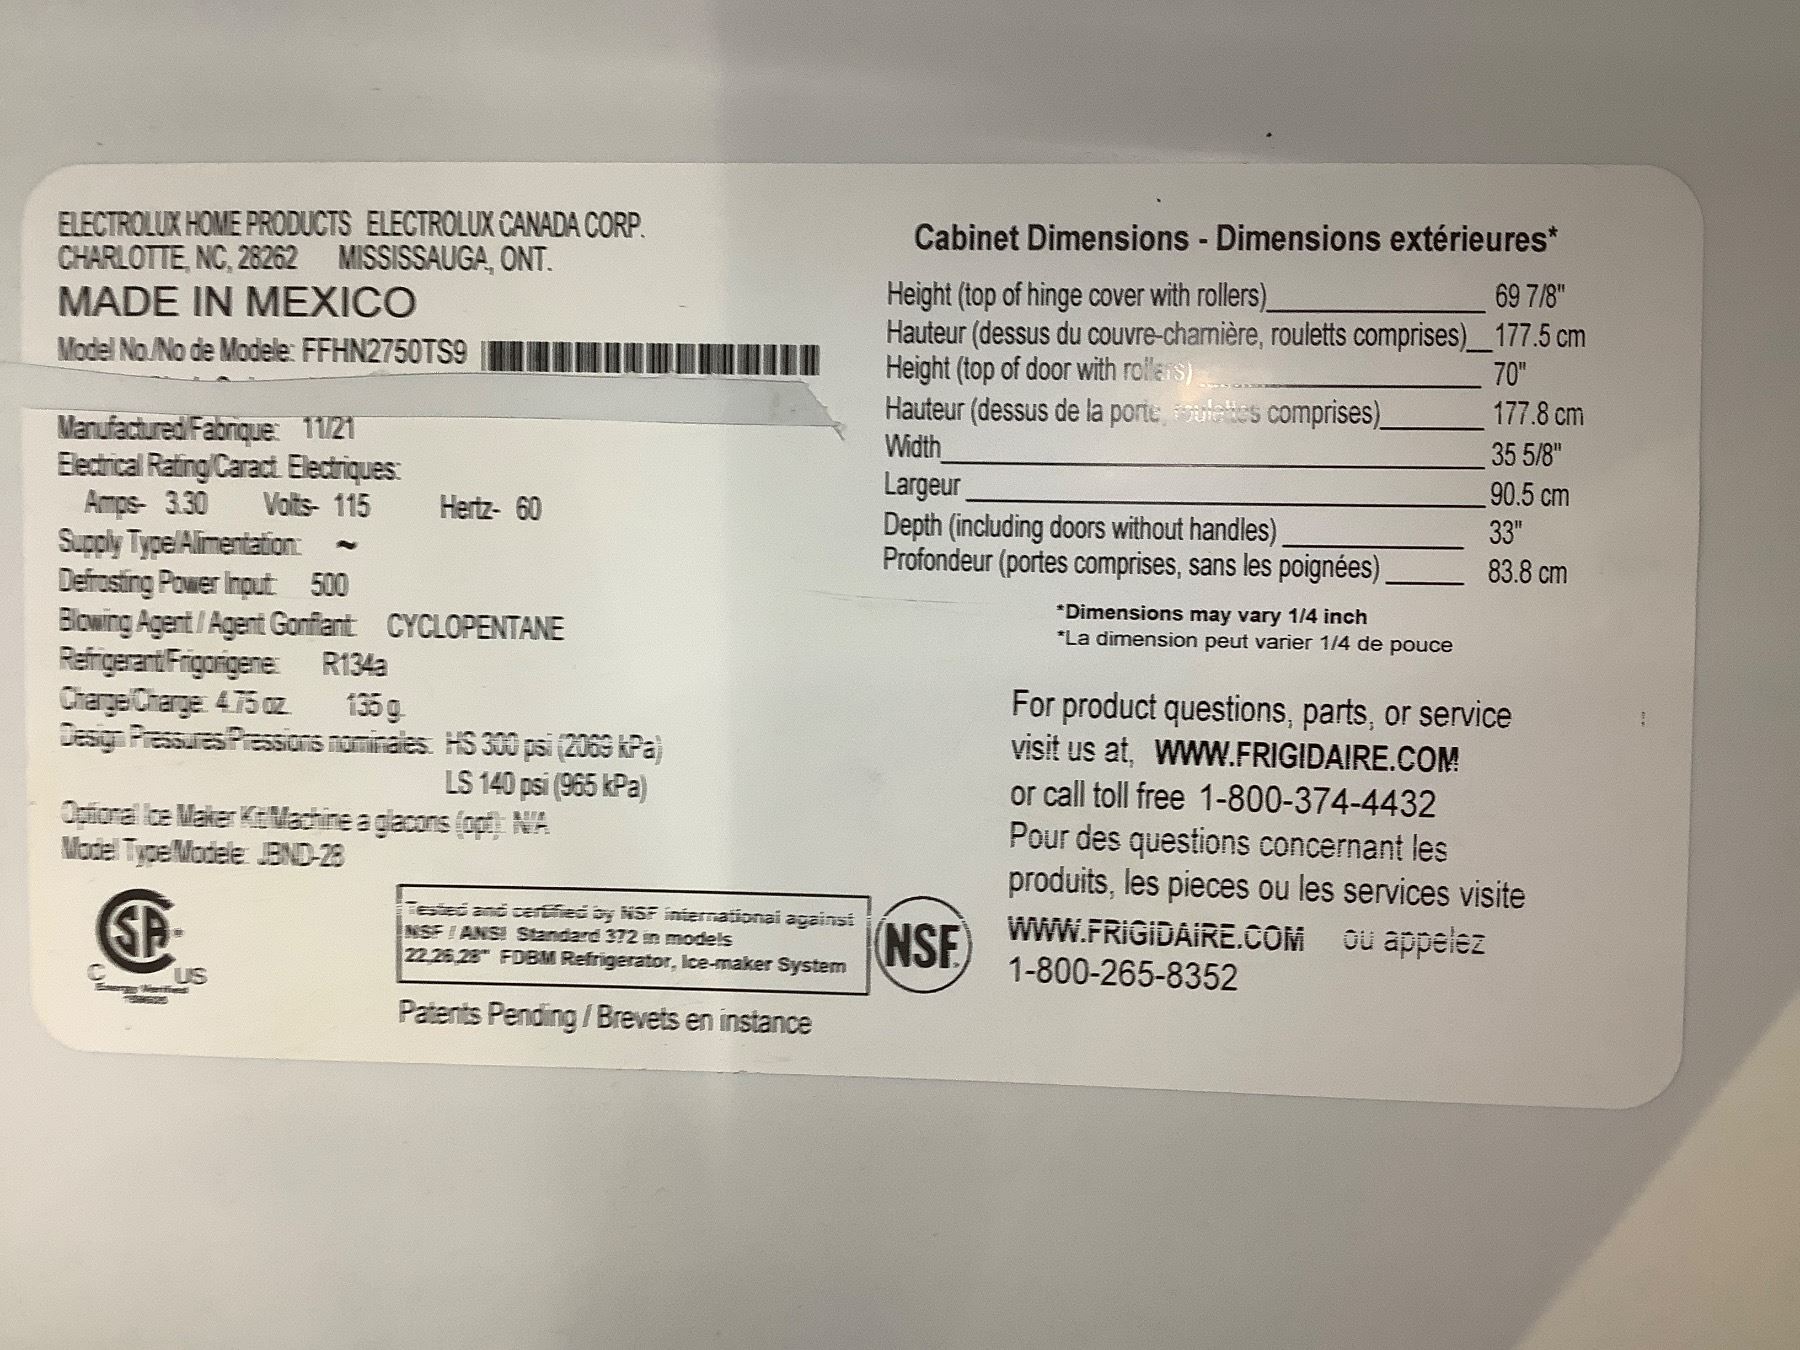 ELECTROLUX HOME PRODUCTS ELECTROLUX CANADA CORP.
CHARLOTTE, NC, 28262 MISSISSAUGA, ONT.
MADE IN MEXICO
Model No./No de Modele: FFHN2750TS9
Manufactured/Fabrique: 11/21
Electrical Rating/Caract. Electriques:
Amps- 3.30 Volts- 115 Hertz- 60
Supply Type/Alimentation: ~
Defrosting Power Input: 500
Blowing Agent / Agent Gonflant: CYCLOPENTANE
Refrigerant/Frigorigene: R134a
Charge/Charge: 4.75 oz. 135 g.
Design Pressures/Pressions nominales: HS 300 psi (2069 kPa)
LS 140 psi (965 kPa)
Optional Ice Maker Kit/Machine a glacons (opt): N/A
Model Type/Modele: JBND-28
CSA
C US
Energy Verified
Tested and certified by NSF international against
NSF / ANSI Standard 372 in models
22,26,28" FDBM Refrigerator, Ice-maker System
NSF.
Patents Pending / Brevets en instance
Cabinet Dimensions - Dimensions extérieures*
Height (top of hinge cover with rollers) 69 7/8"
Hauteur (dessus du couvre-charnière, rouletts comprises) 177.5 cm
Height (top of door with rollers) 70"
Hauteur (dessus de la porte, roulettes comprises) 177.8 cm
Width 35 5/8"
Largeur 90.5 cm
Depth (including doors without handles) 33"
Profondeur (portes comprises, sans les poignées) 83.8 cm
*Dimensions may vary 1/4 inch
*La dimension peut varier 1/4 de pouce
For product questions, parts, or service
visit us at, WWW.FRIGIDAIRE.COM
or call toll free 1-800-374-4432
Pour des questions concernant les
produits, les pieces ou les services visite
WWW.FRIGIDAIRE.COM ou appelez
1-800-265-8352